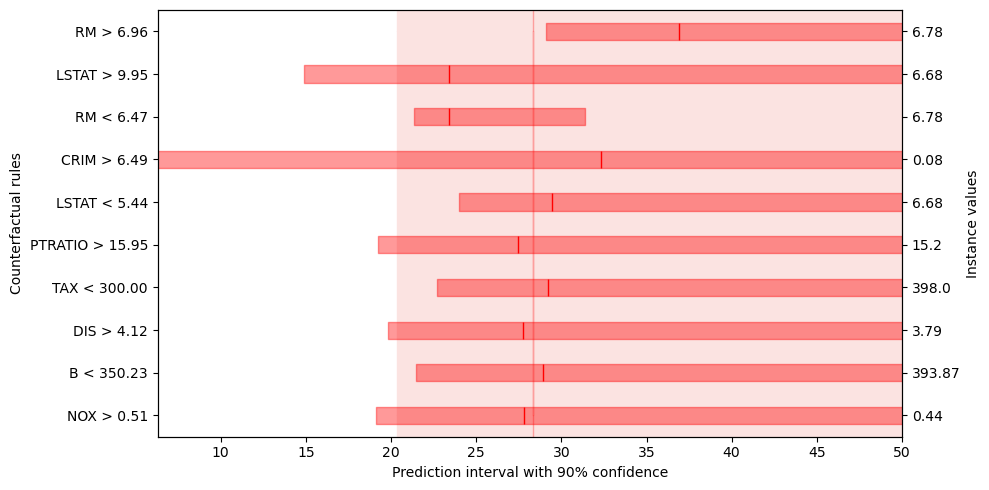 RM > 6.96 6.78
LSTAT > 9.95 6.68
RM < 6.47 6.78
CRIM > 6.49 0.08
LSTAT < 5.44 6.68
PTRATIO > 15.95 15.2
TAX < 300.00 398.0
DIS > 4.12 3.79
B < 350.23 393.87
NOX > 0.51 0.44
Counterfactual rules
Instance values
10 15 20 25 30 35 40 45 50
Prediction interval with 90% confidence